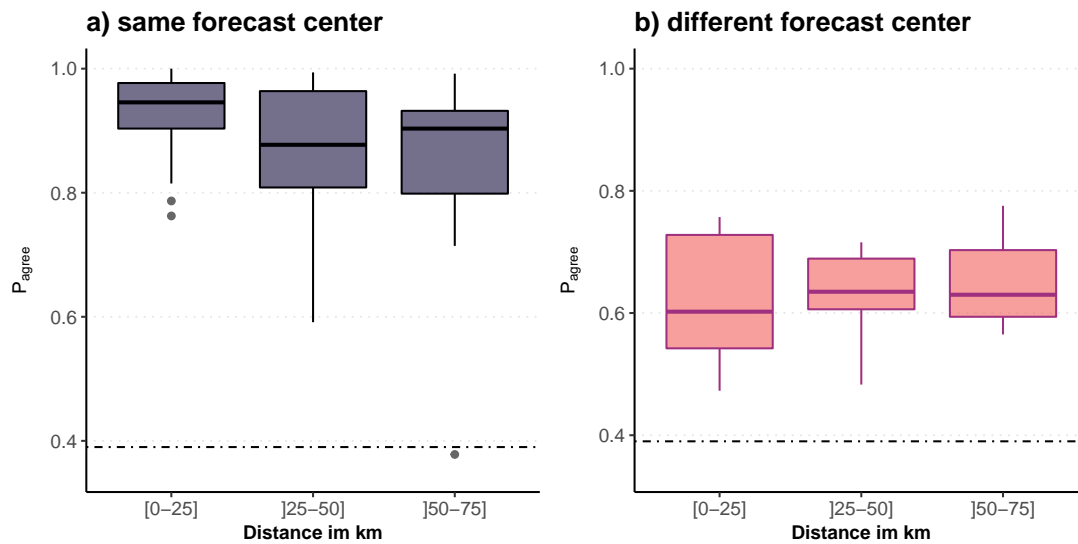 a) same forecast center
1.0
0.8
0.6
0.4
P_agree
[0–25]
]25–50]
]50–75]
Distance im km
b) different forecast center
1.0
0.8
0.6
0.4
P_agree
[0–25]
]25–50]
]50–75]
Distance im km